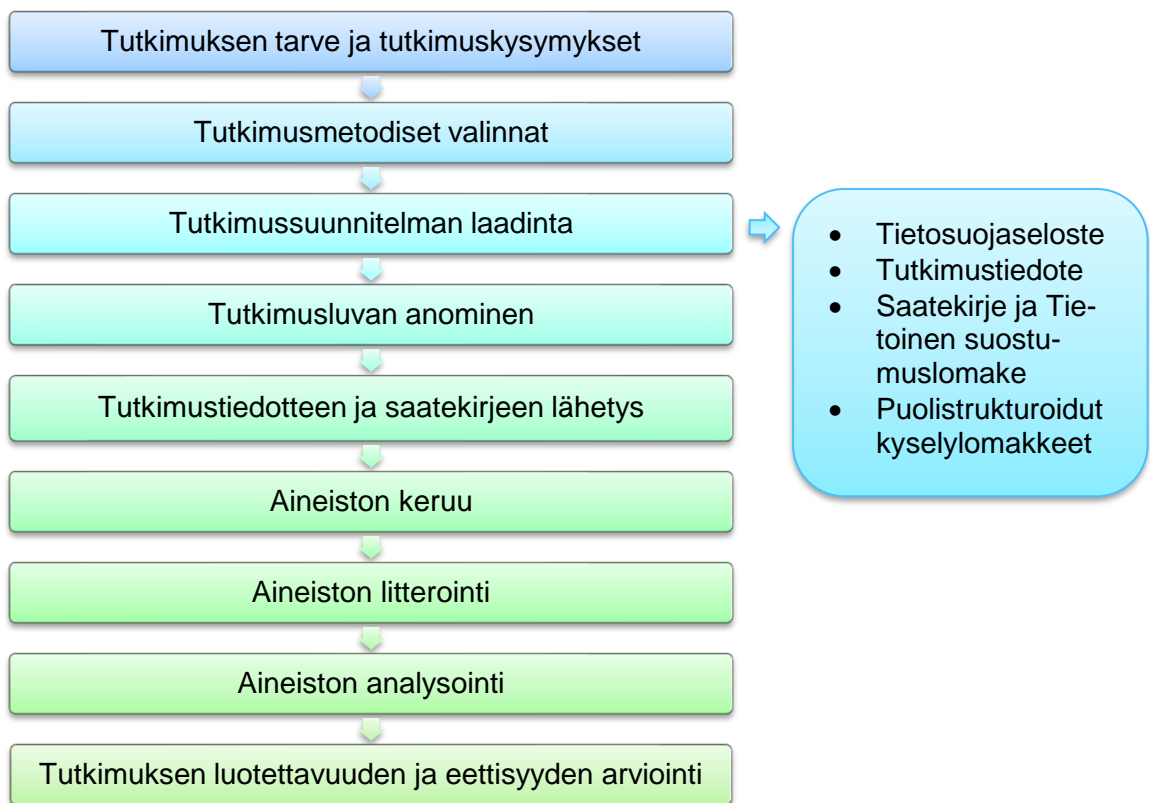 Tutkimuksen tarve ja tutkimuskysymykset
Tutkimusmetodiset valinnat
Tutkimussuunnitelman laadinta
Tutkimusluvan anominen
Tutkimustiedotteen ja saatekirjeen lähetys
Aineiston keruu
Aineiston litterointi
Aineiston analysointi
Tutkimuksen luotettavuuden ja eettisyyden arviointi
• Tietosuojaseloste
• Tutkimustiedote
• Saatekirje ja Tie-
toinen suostu-
muslomake
• Puolistrukturoidut
kyselylomakkeet